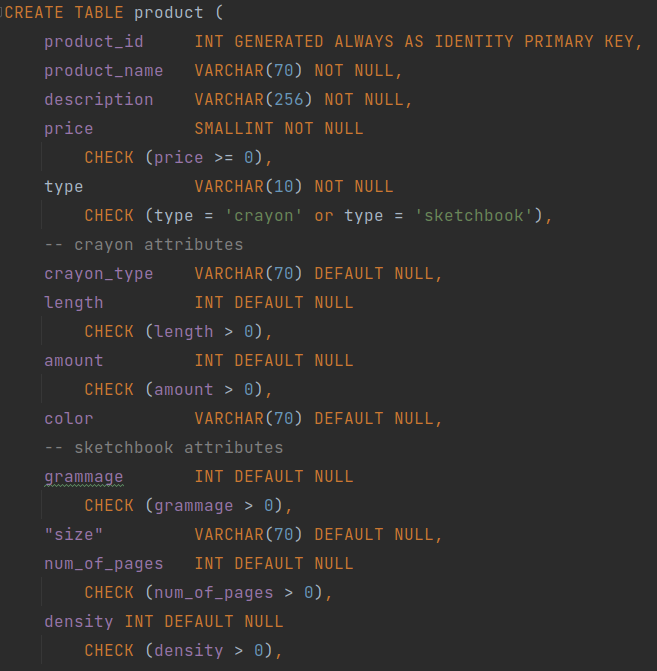 CREATE TABLE product (
    product_id     INT GENERATED ALWAYS AS IDENTITY PRIMARY KEY,
    product_name   VARCHAR(70) NOT NULL,
    description    VARCHAR(256) NOT NULL,
    price          SMALLINT NOT NULL
        CHECK (price >= 0),
    type           VARCHAR(10) NOT NULL
        CHECK (type = 'crayon' or type = 'sketchbook'),
    -- crayon attributes
    crayon_type    VARCHAR(70) DEFAULT NULL,
    length         INT DEFAULT NULL
        CHECK (length > 0),
    amount         INT DEFAULT NULL
        CHECK (amount > 0),
    color          VARCHAR(70) DEFAULT NULL,
    -- sketchbook attributes
    grammage       INT DEFAULT NULL
        CHECK (grammage > 0),
    "size"         VARCHAR(70) DEFAULT NULL,
    num_of_pages   INT DEFAULT NULL
        CHECK (num_of_pages > 0),
    density INT DEFAULT NULL
        CHECK (density > 0),